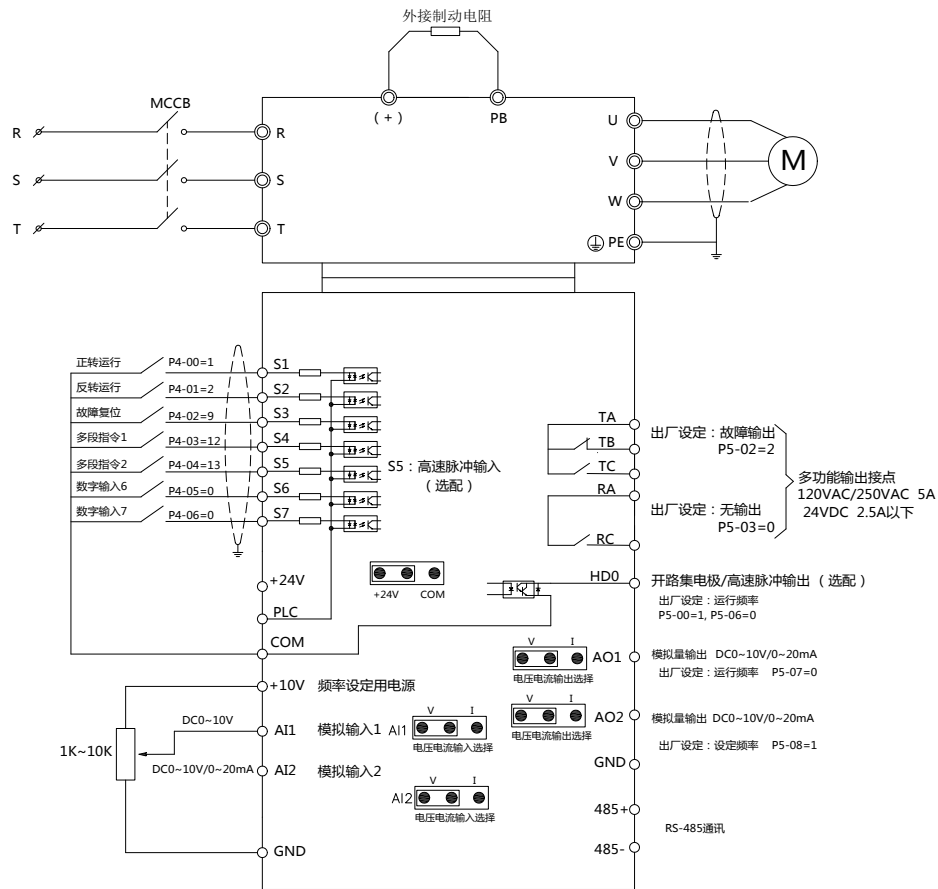 外接制动电阻
MCCB
(+)
PB
R
R
U
S
S
V
M
T
T
W
PE
正转运行
P4-00=1
S1
反转运行
P4-01=2
S2
故障复位
P4-02=9
S3
多段指令1
P4-03=12
S4
多段指令2
P4-04=13
S5
数字输入6
P4-05=0
S6
数字输入7
P4-06=0
S7
S5：高速脉冲输入
（选配）
TA
TB
TC
RA
RC
出厂设定：故障输出
P5-02=2
出厂设定：无输出
P5-03=0
多功能输出接点
120VAC/250VAC 5A
24VDC 2.5A以下
+24V
PLC
COM
+24V COM
HD0
开路集电极/高速脉冲输出（选配）
出厂设定：运行频率
P5-00=1, P5-06=0
V I
AO1
电压电流输出选择
模拟量输出 DC0~10V/0~20mA
出厂设定：运行频率 P5-07=0
+10V
频率设定用电源
V I
AO2
电压电流输出选择
模拟量输出 DC0~10V/0~20mA
出厂设定：设定频率 P5-08=1
1K~10K
DC0~10V
AI1
模拟输入1
AI1
V I
电压电流输入选择
DC0~10V/0~20mA
AI2
模拟输入2
AI2
V I
电压电流输入选择
GND
GND
485+
485-
RS-485通讯